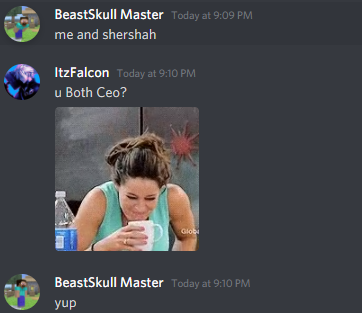 BeastSkull Master Today at 9:09 PM
me and shershah
ItzFalcon Today at 9:10 PM
u Both Ceo?
Globa
BeastSkull Master Today at 9:10 PM
yup